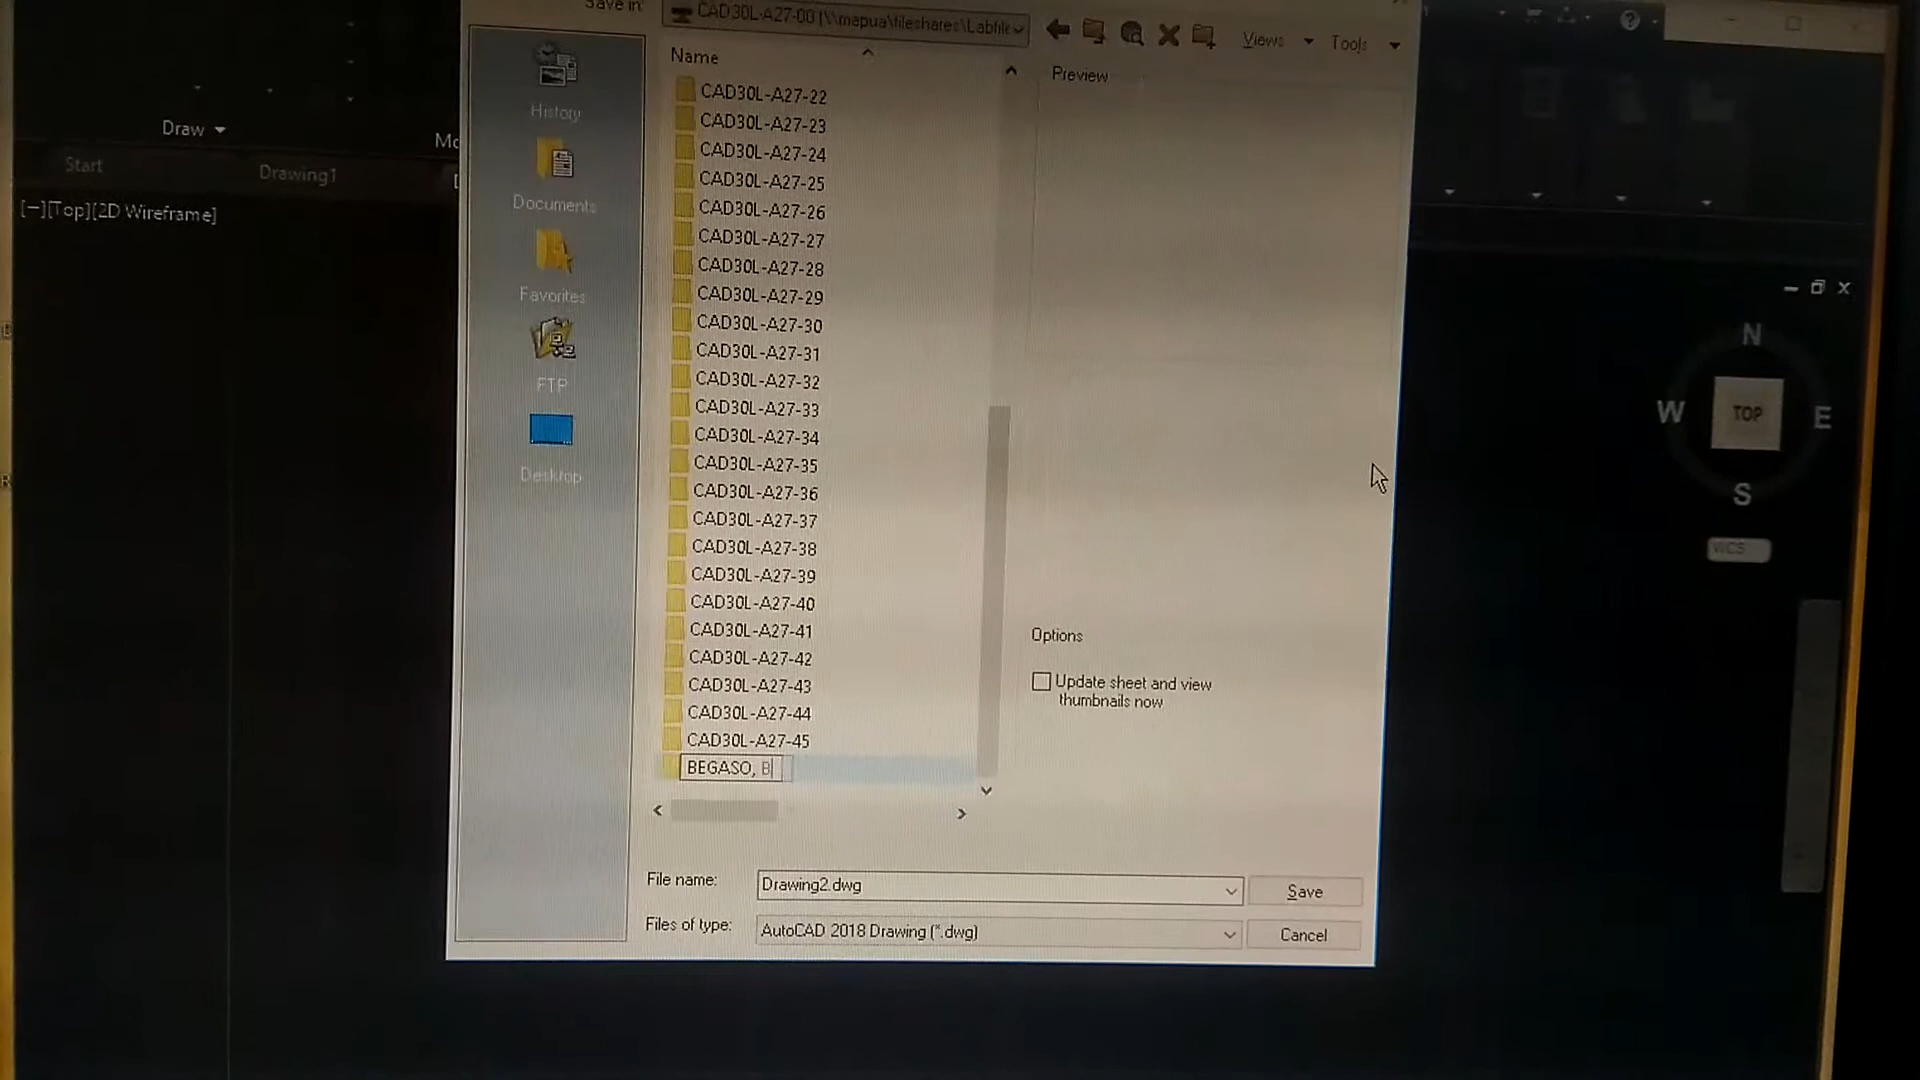 Save in:
CAD30L-A27-00 (\\mapua\fileshares\Labfile
Views
Tools
Name
Preview
History
Documents
Favorites
FTP
Desktop
CAD30L-A27-22
CAD30L-A27-23
CAD30L-A27-24
CAD30L-A27-25
CAD30L-A27-26
CAD30L-A27-27
CAD30L-A27-28
CAD30L-A27-29
CAD30L-A27-30
CAD30L-A27-31
CAD30L-A27-32
CAD30L-A27-33
CAD30L-A27-34
CAD30L-A27-35
CAD30L-A27-36
CAD30L-A27-37
CAD30L-A27-38
CAD30L-A27-39
CAD30L-A27-40
CAD30L-A27-41
CAD30L-A27-42
CAD30L-A27-43
CAD30L-A27-44
CAD30L-A27-45
BEGASO, B
Options
Update sheet and view
thumbnails now
File name:
Drawing2.dwg
Save
Files of type:
AutoCAD 2018 Drawing (*.dwg)
Cancel
Draw
Start
Drawing1
[−][Top][2D Wireframe]
N
W
TOP
E
S
WCS